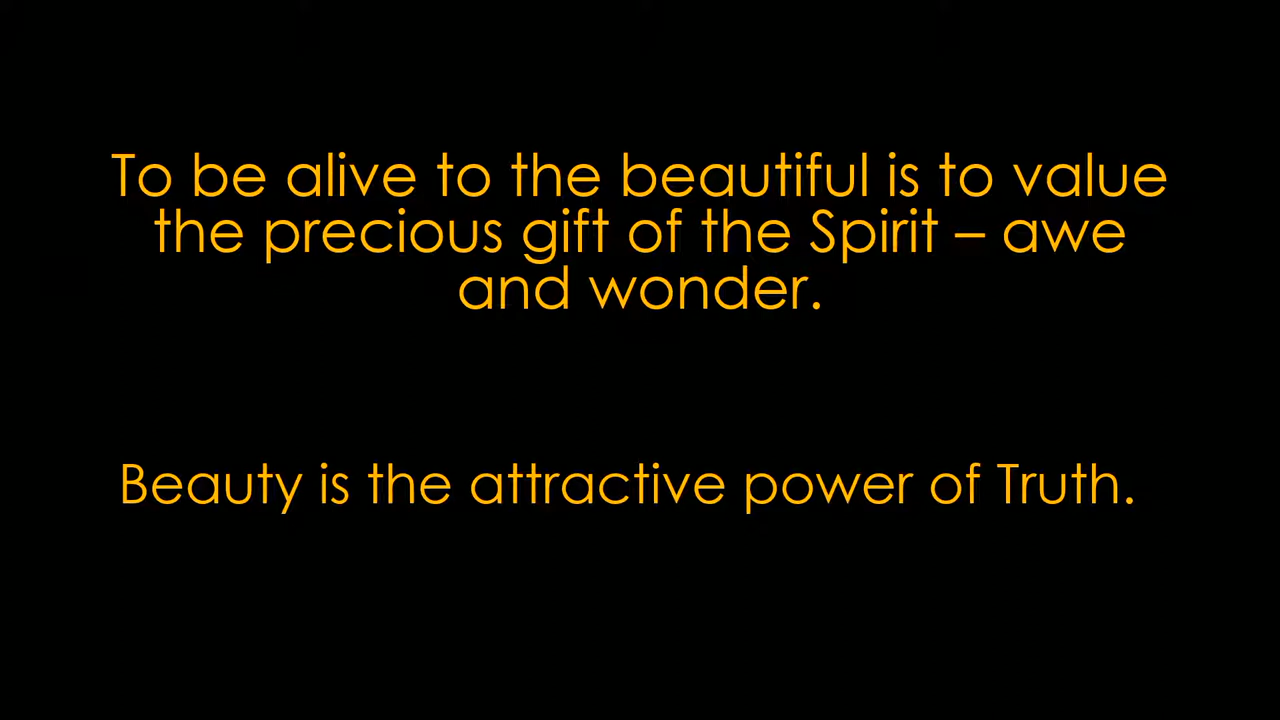 To be alive to the beautiful is to value
the precious gift of the Spirit – awe
and wonder.
Beauty is the attractive power of Truth.